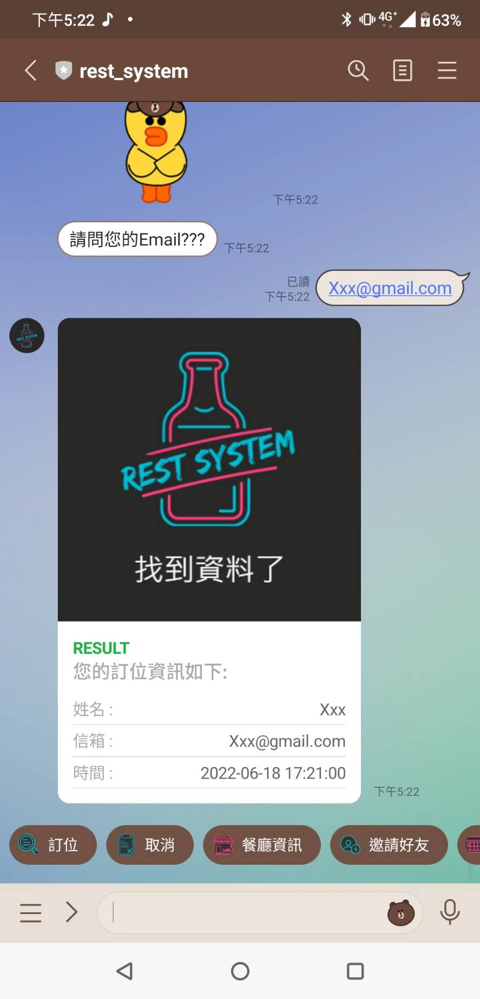 下午5:22
4G+
63%
rest_system
下午5:22
請問您的Email???
下午5:22
已讀
下午5:22
Xxx@gmail.com
REST SYSTEM
REST SYSTEM
找到資料了
RESULT
您的訂位資訊如下:
姓名 : Xxx
信箱 : Xxx@gmail.com
時間 : 2022-06-18 17:21:00
下午5:22
訂位 取消 餐廳資訊 邀請好友